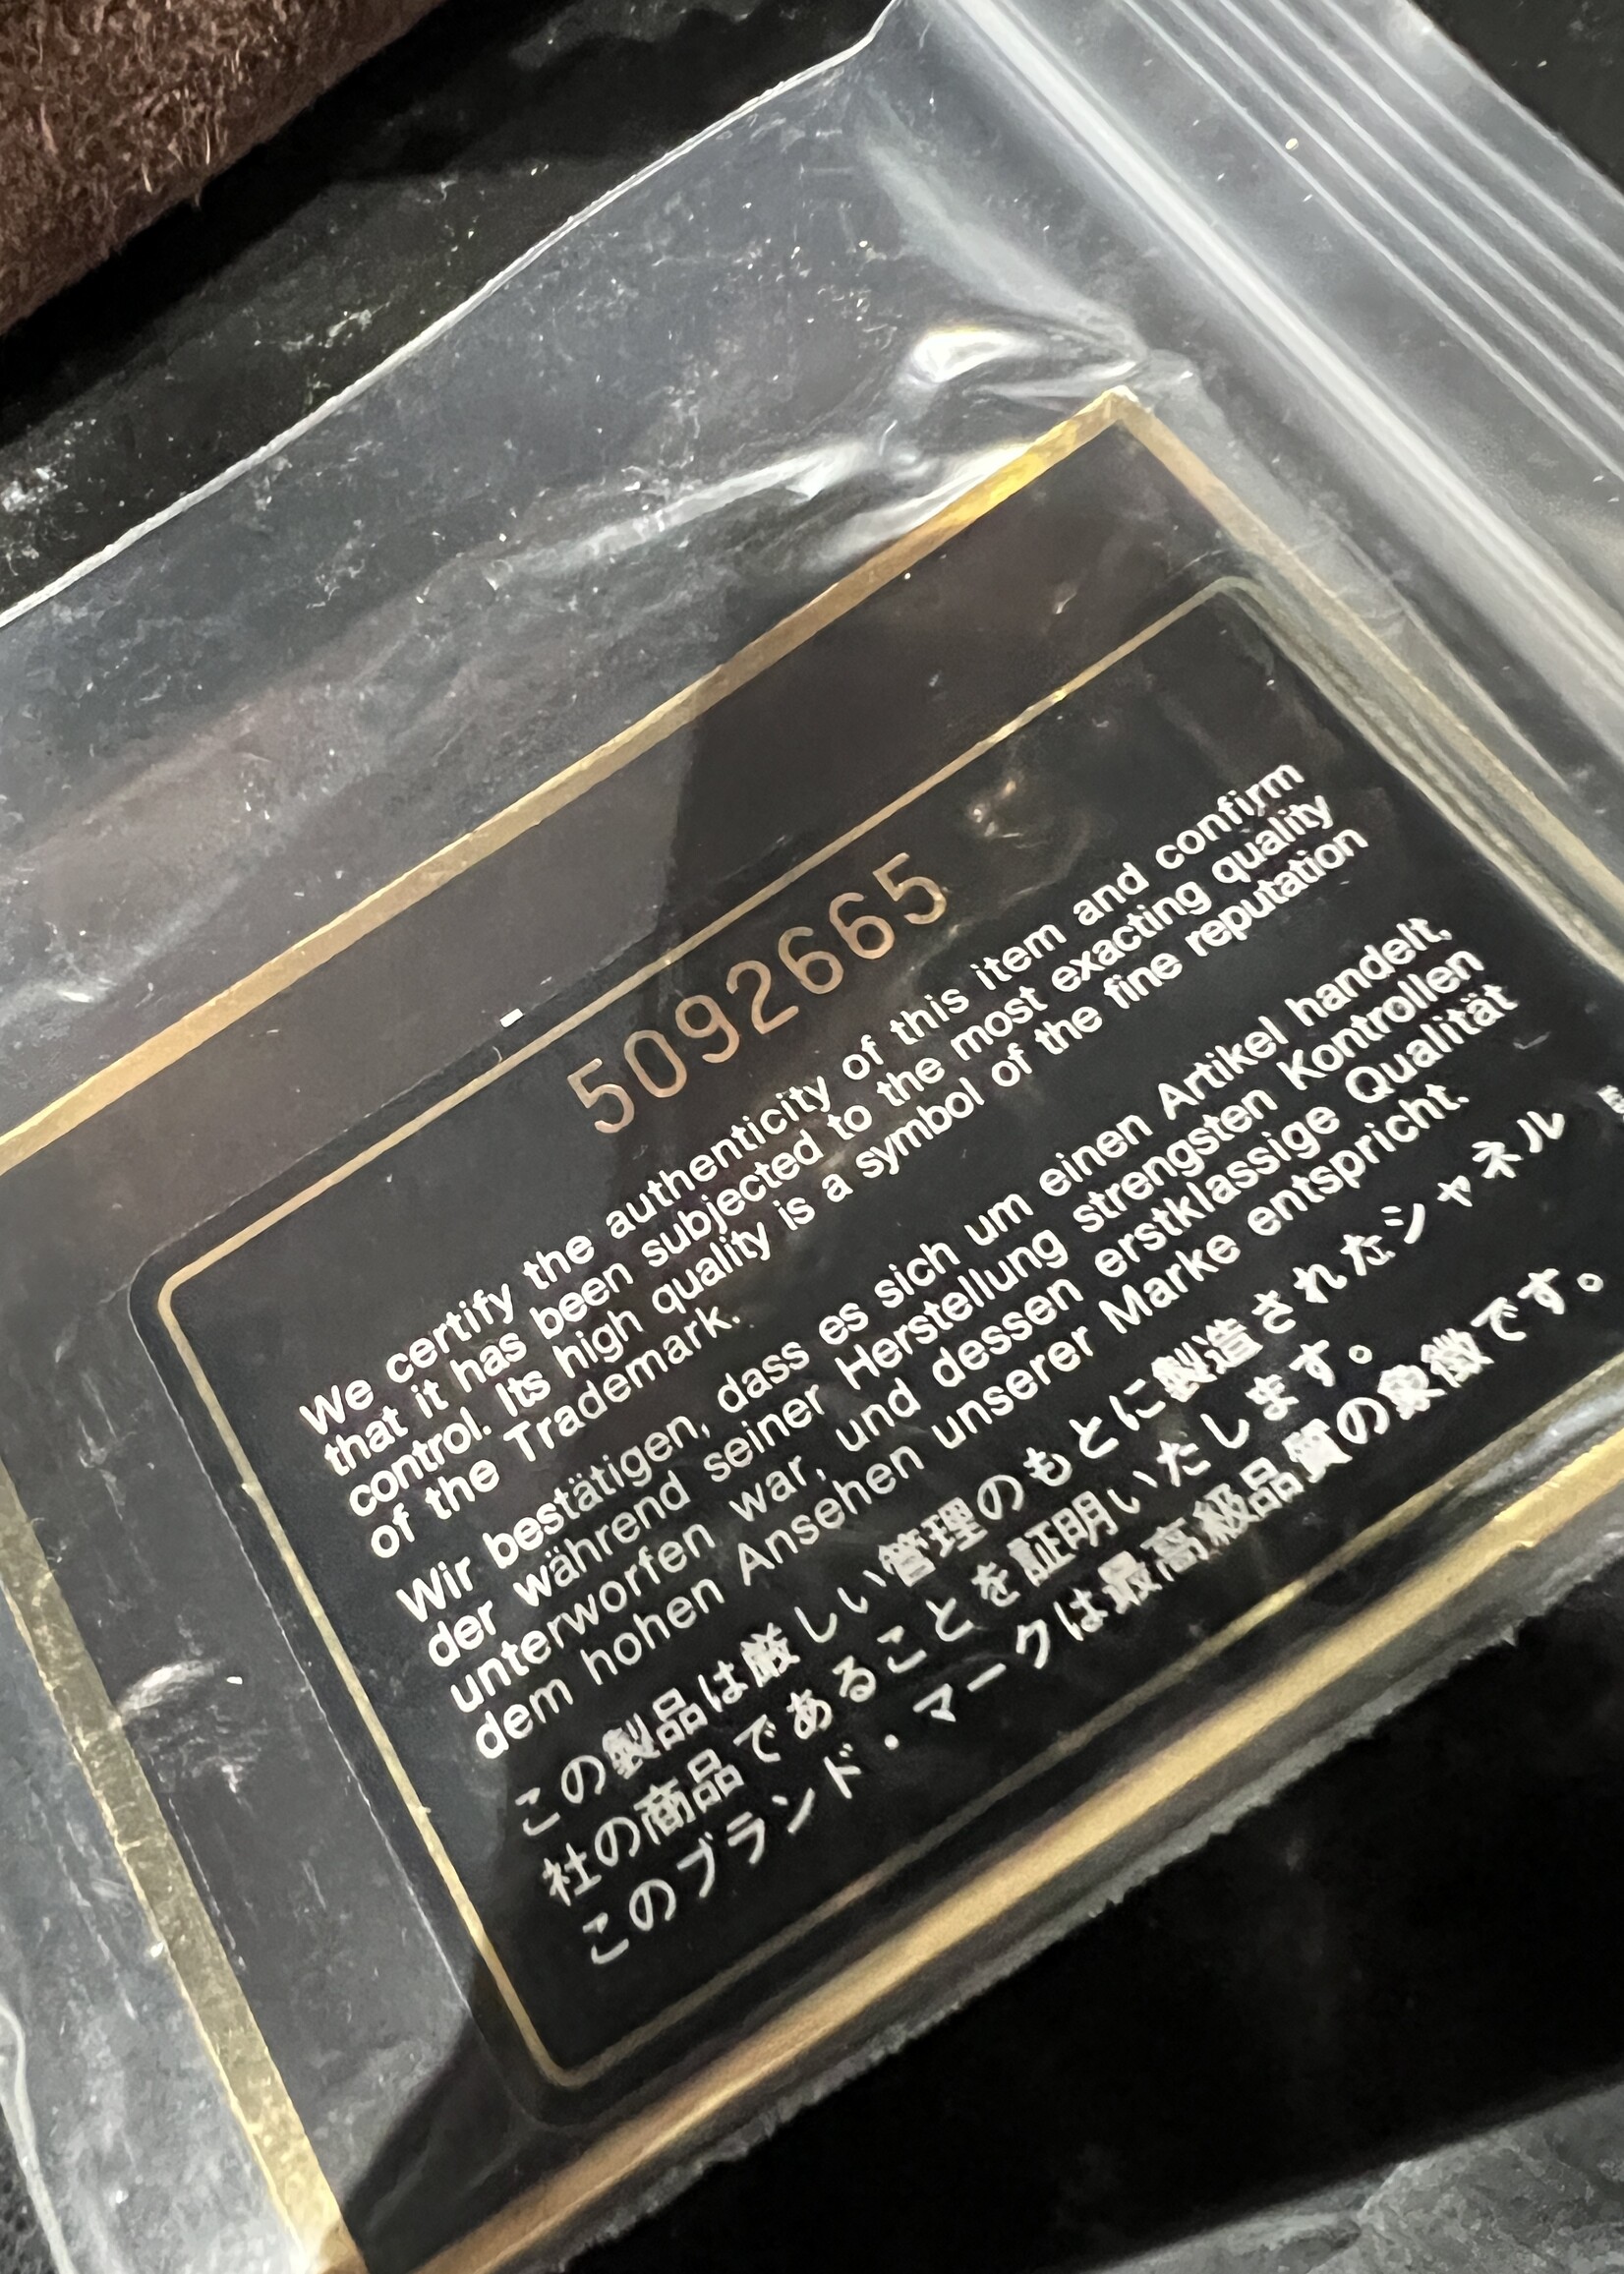 5092665
We certify the authenticity of this item and confirm
that it has been subjected to the most exacting quality
control. Its high quality is a symbol of the fine reputation
of the Trademark.
Wir bestätigen, dass es sich um einen Artikel handelt,
der während seiner Herstellung strengsten Kontrollen
unterworfen war, und dessen erstklassige Qualität
dem hohen Ansehen unserer Marke entspricht.
この製品は厳しい管理のもとに製造されたシャネル
社の商品であることを証明いたします。
このブランド・マークは最高級品質の象徴です。